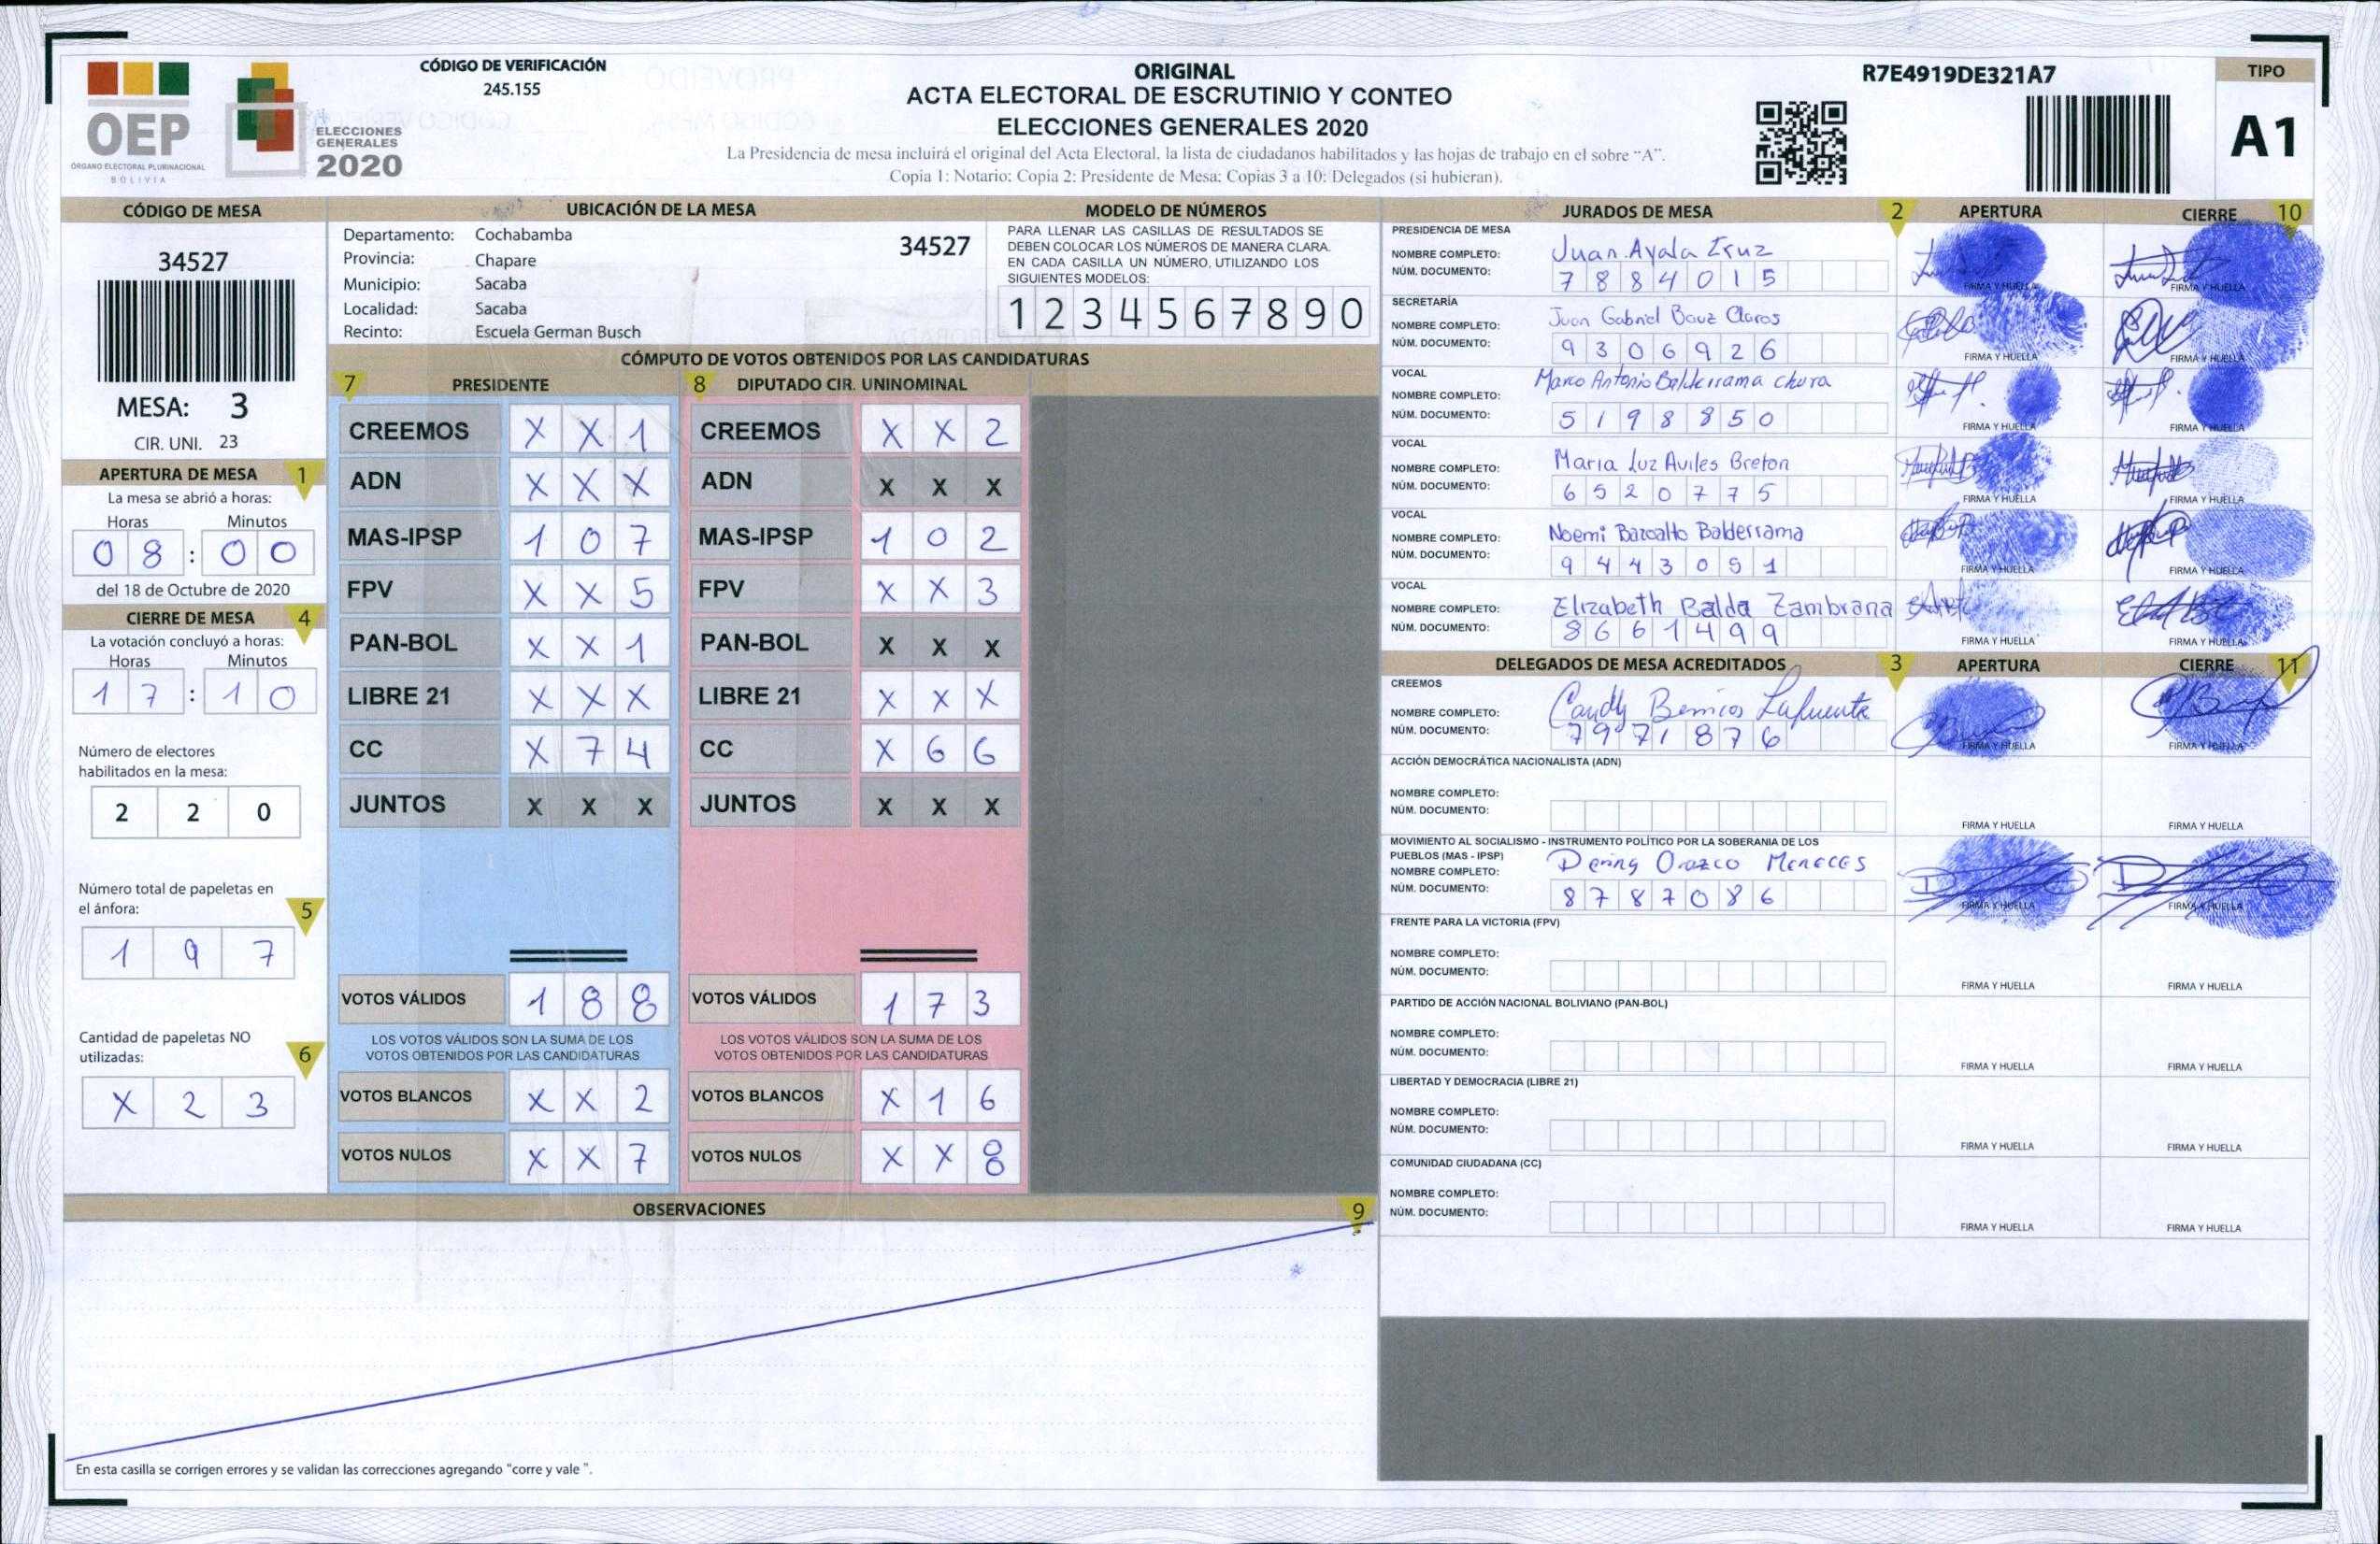 CÓDIGO DE VERIFICACIÓN
245.155
ORIGINAL
ACTA ELECTORAL DE ESCRUTINIO Y CONTEO
ELECCIONES GENERALES 2020
La Presidencia de mesa incluirá el original del Acta Electoral, la lista de ciudadanos habilitados y las hojas de trabajo en el sobre "A".
Copia 1: Notario; Copia 2: Presidente de Mesa; Copias 3 a 10: Delegados (si hubieran).
R7E4919DE321A7
TIPO
A1
OEP
ÓRGANO ELECTORAL PLURINACIONAL
BOLIVIA
ELECCIONES
GENERALES
2020
CÓDIGO DE MESA
34527
MESA: 3
CIR. UNI. 23
APERTURA DE MESA 1
La mesa se abrió a horas:
Horas Minutos
0 8 : 0 0
del 18 de Octubre de 2020
CIERRE DE MESA 4
La votación concluyó a horas:
Horas Minutos
1 7 : 1 0
Número de electores
habilitados en la mesa:
2 2 0
Número total de papeletas en
el ánfora: 5
1 9 7
Cantidad de papeletas NO
utilizadas: 6
X 2 3
UBICACIÓN DE LA MESA
Departamento: Cochabamba
34527
Provincia: Chapare
Municipio: Sacaba
Localidad: Sacaba
Recinto: Escuela German Busch
MODELO DE NÚMEROS
PARA LLENAR LAS CASILLAS DE RESULTADOS SE
DEBEN COLOCAR LOS NÚMEROS DE MANERA CLARA.
EN CADA CASILLA UN NÚMERO, UTILIZANDO LOS
SIGUIENTES MODELOS:
1 2 3 4 5 6 7 8 9 0
CÓMPUTO DE VOTOS OBTENIDOS POR LAS CANDIDATURAS
7 PRESIDENTE
CREEMOS X X 1
ADN X X X
MAS-IPSP 1 0 7
FPV X X 5
PAN-BOL X X 1
LIBRE 21 X X X
CC X 7 4
JUNTOS X X X
VOTOS VÁLIDOS 1 8 8
LOS VOTOS VÁLIDOS SON LA SUMA DE LOS
VOTOS OBTENIDOS POR LAS CANDIDATURAS
VOTOS BLANCOS X X 2
VOTOS NULOS X X 7
8 DIPUTADO CIR. UNINOMINAL
CREEMOS X X 2
ADN X X X
MAS-IPSP 1 0 2
FPV X X 3
PAN-BOL X X X
LIBRE 21 X X X
CC X 6 6
JUNTOS X X X
VOTOS VÁLIDOS 1 7 3
LOS VOTOS VÁLIDOS SON LA SUMA DE LOS
VOTOS OBTENIDOS POR LAS CANDIDATURAS
VOTOS BLANCOS X 1 6
VOTOS NULOS X X 8
OBSERVACIONES 9
En esta casilla se corrigen errores y se validan las correcciones agregando "corre y vale ".
JURADOS DE MESA 2 APERTURA CIERRE 10
PRESIDENCIA DE MESA
NOMBRE COMPLETO: Juan Ayala Cruz
NÚM. DOCUMENTO: 7 8 8 4 0 1 5
FIRMA Y HUELLA FIRMA Y HUELLA
SECRETARÍA
NOMBRE COMPLETO: Juan Gabriel Bauz Claros
NÚM. DOCUMENTO: 9 3 0 6 9 2 6
FIRMA Y HUELLA FIRMA Y HUELLA
VOCAL
NOMBRE COMPLETO: Marco Antonio Balderrama Chura
NÚM. DOCUMENTO: 5 1 9 8 8 5 0
FIRMA Y HUELLA FIRMA Y HUELLA
VOCAL
NOMBRE COMPLETO: Maria Luz Aviles Breton
NÚM. DOCUMENTO: 6 5 2 0 7 7 5
FIRMA Y HUELLA FIRMA Y HUELLA
VOCAL
NOMBRE COMPLETO: Noemi Balderrama
NÚM. DOCUMENTO: 9 4 4 3 0 5 1
FIRMA Y HUELLA FIRMA Y HUELLA
VOCAL
NOMBRE COMPLETO: Elizabeth Balda Zambrana
NÚM. DOCUMENTO: 8 6 6 1 4 9 9
FIRMA Y HUELLA FIRMA Y HUELLA
DELEGADOS DE MESA ACREDITADOS 3 APERTURA CIERRE 11
CREEMOS
NOMBRE COMPLETO: Candy Lafuente
NÚM. DOCUMENTO: 7 9 7 1 8 7 6
FIRMA Y HUELLA FIRMA Y HUELLA
ACCIÓN DEMOCRÁTICA NACIONALISTA (ADN)
NOMBRE COMPLETO:
NÚM. DOCUMENTO:
FIRMA Y HUELLA FIRMA Y HUELLA
MOVIMIENTO AL SOCIALISMO - INSTRUMENTO POLÍTICO POR LA SOBERANIA DE LOS
PUEBLOS (MAS - IPSP)
NOMBRE COMPLETO: Orozco Meneces
NÚM. DOCUMENTO: 8 7 8 7 0 8 6
FIRMA Y HUELLA FIRMA Y HUELLA
FRENTE PARA LA VICTORIA (FPV)
NOMBRE COMPLETO:
NÚM. DOCUMENTO:
FIRMA Y HUELLA FIRMA Y HUELLA
PARTIDO DE ACCIÓN NACIONAL BOLIVIANO (PAN-BOL)
NOMBRE COMPLETO:
NÚM. DOCUMENTO:
FIRMA Y HUELLA FIRMA Y HUELLA
LIBERTAD Y DEMOCRACIA (LIBRE 21)
NOMBRE COMPLETO:
NÚM. DOCUMENTO:
FIRMA Y HUELLA FIRMA Y HUELLA
COMUNIDAD CIUDADANA (CC)
NOMBRE COMPLETO:
NÚM. DOCUMENTO:
FIRMA Y HUELLA FIRMA Y HUELLA